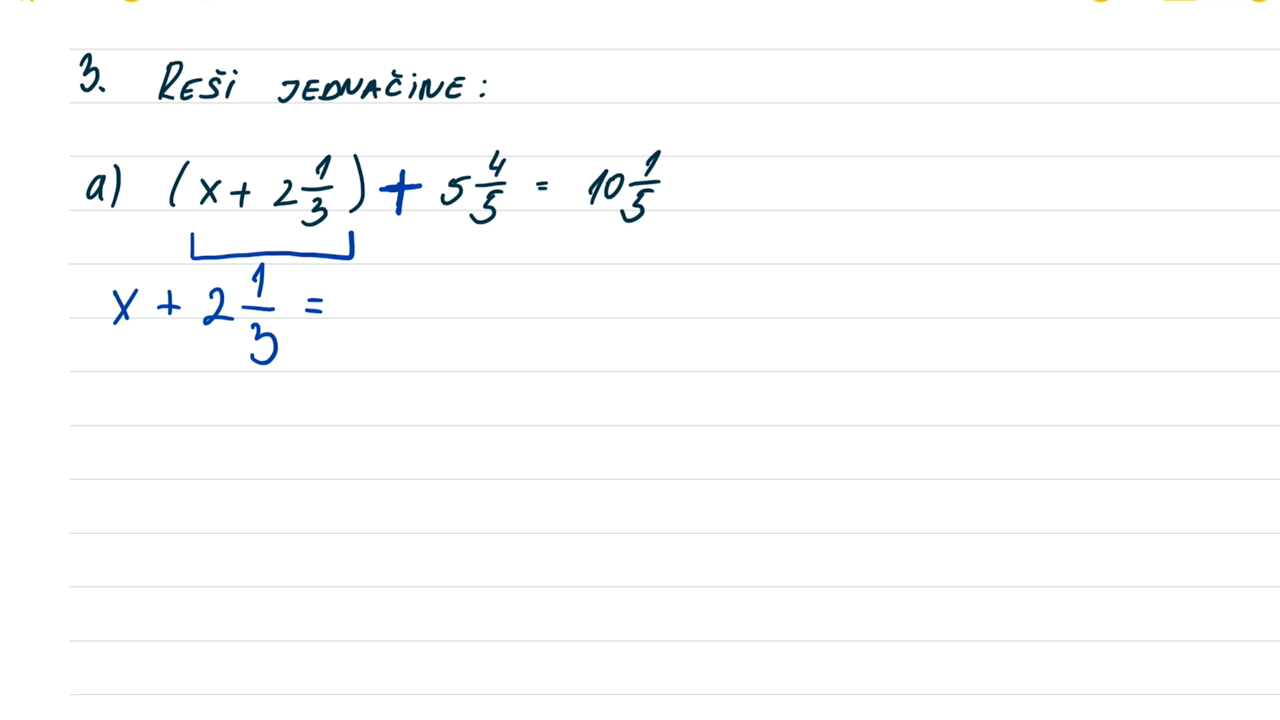 3. REŠI JEDNAČINE:
a) (x + 2 1/3) + 5 4/5 = 10 1/5
x + 2 1/3 =